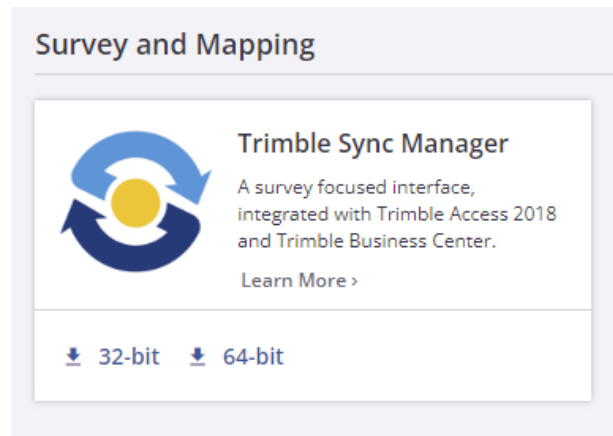 Survey and Mapping
Trimble Sync Manager
A survey focused interface,
integrated with Trimble Access 2018
and Trimble Business Center.
Learn More ›
32-bit 64-bit